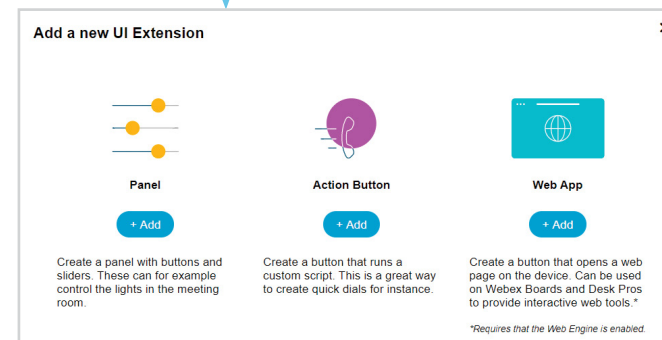 Add a new UI Extension
Panel
Action Button
Web App
+ Add
+ Add
+ Add
Create a panel with buttons and
sliders. These can for example
control the lights in the meeting
room.
Create a button that runs a
custom script. This is a great way
to create quick dials for instance.
Create a button that opens a web
page on the device. Can be used
on Webex Boards and Desk Pros
to provide interactive web tools.*
*Requires that the Web Engine is enabled.